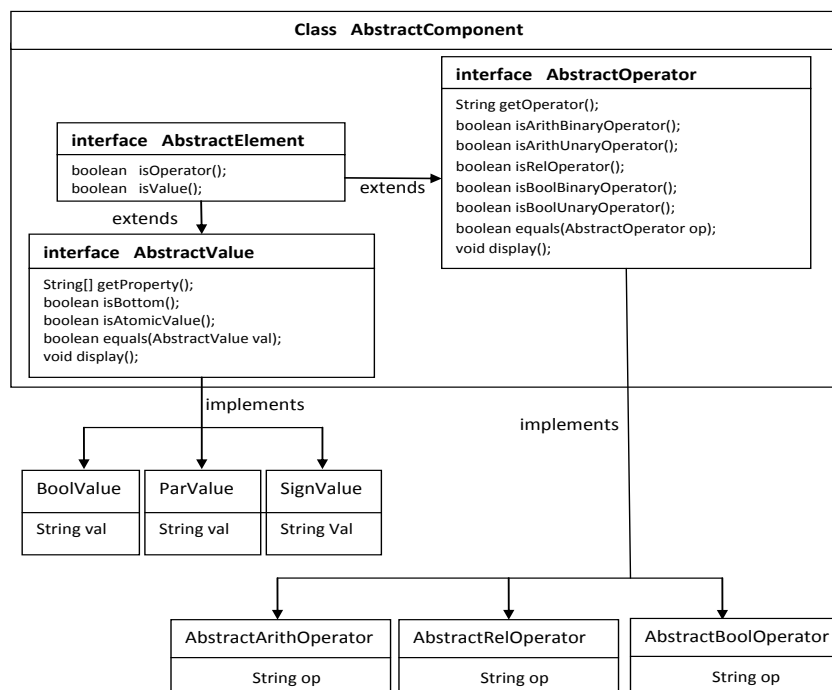 Class AbstractComponent
interface AbstractOperator
String getOperator();
boolean isArithBinaryOperator();
boolean isArithUnaryOperator();
boolean isRelOperator();
boolean isBoolBinaryOperator();
boolean isBoolUnaryOperator();
boolean equals(AbstractOperator op);
void display();
interface AbstractElement
boolean isOperator();
boolean isValue();
extends
extends
interface AbstractValue
String[] getProperty();
boolean isBottom();
boolean isAtomicValue();
boolean equals(AbstractValue val);
void display();
implements
implements
BoolValue
String val
ParValue
String val
SignValue
String Val
AbstractArithOperator
String op
AbstractRelOperator
String op
AbstractBoolOperator
String op